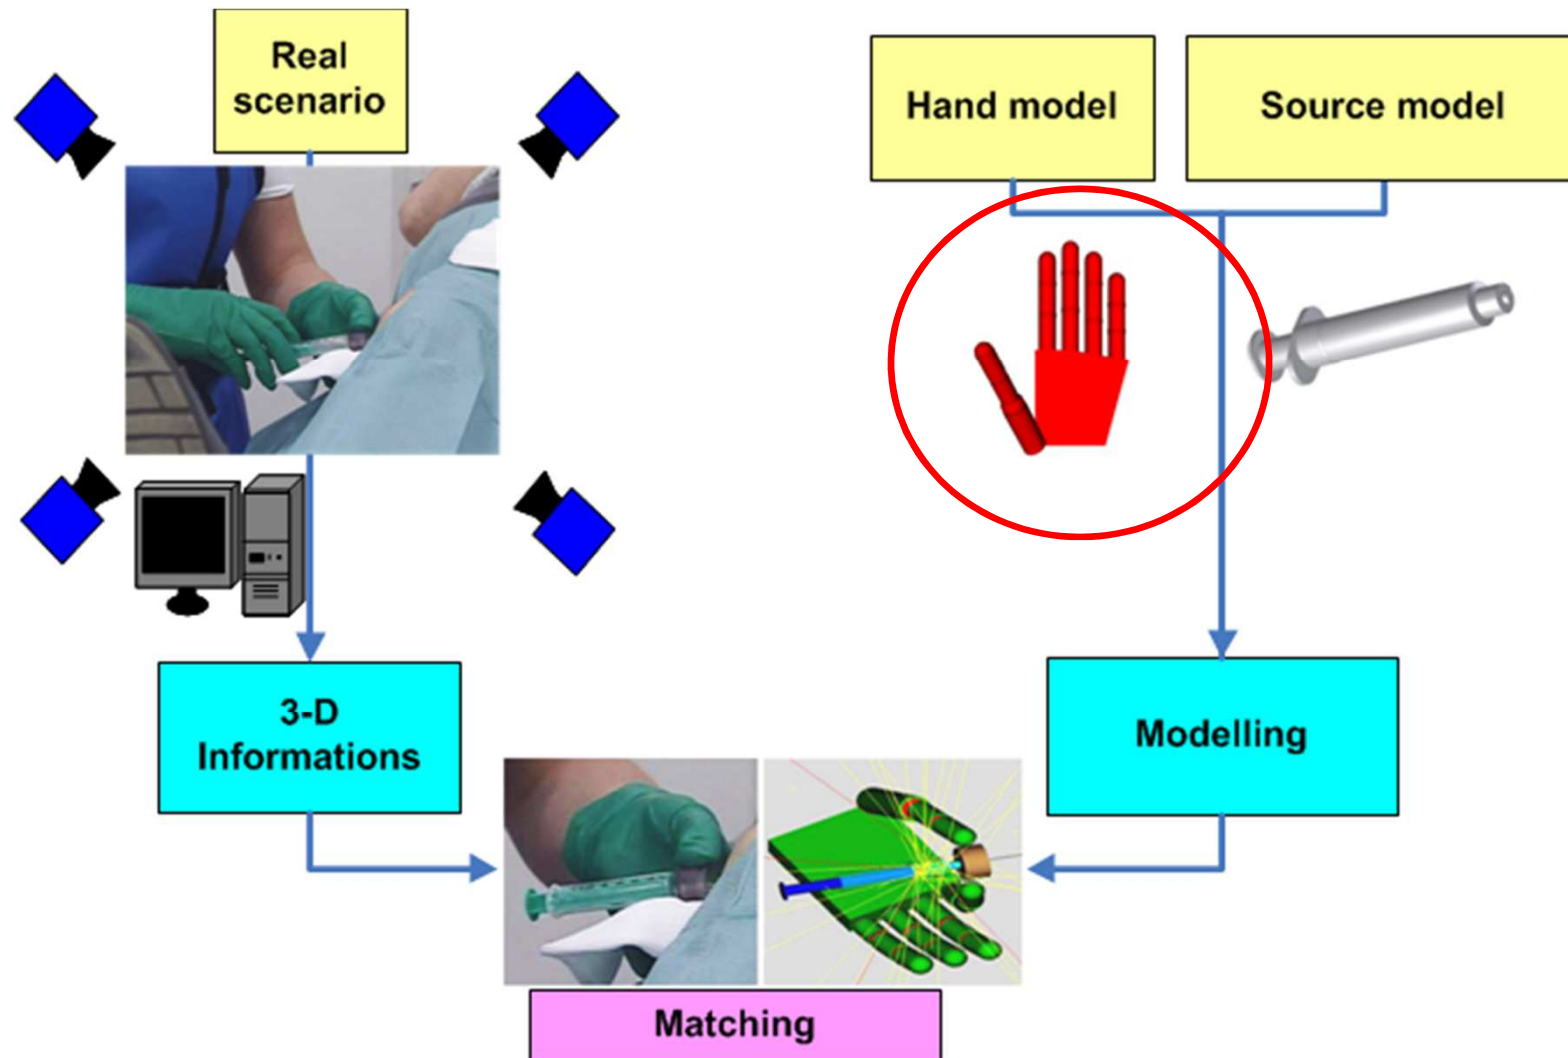 Real
scenario
Hand model
Source model
3-D
Informations
Modelling
Matching